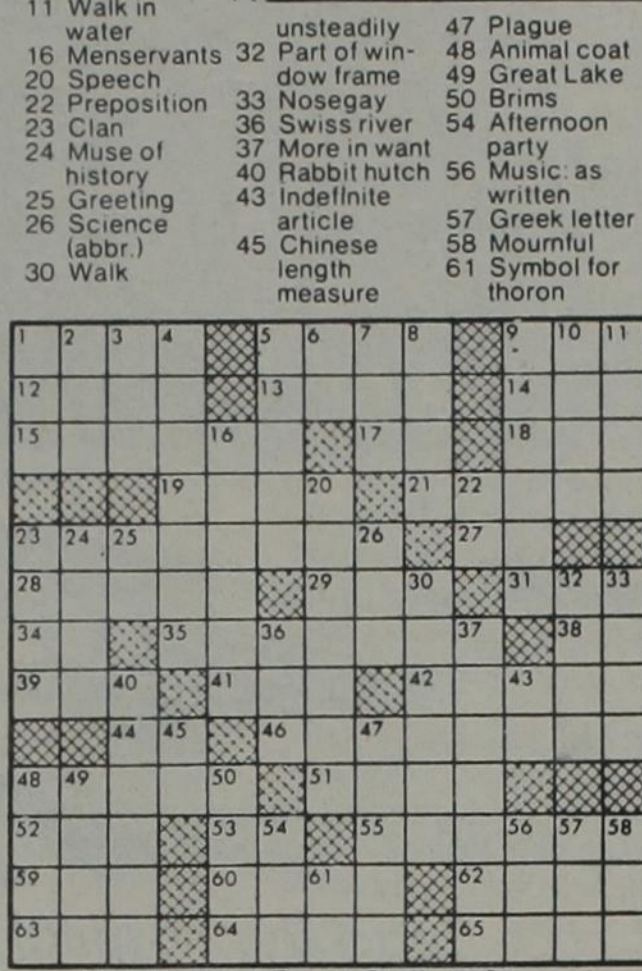 11 Walk in
water
16 Menservants
20 Speech
22 Preposition
23 Clan
24 Muse of
history
25 Greeting
26 Science
(abbr.)
30 Walk
unsteadily
32 Part of win-
dow frame
33 Nosegay
36 Swiss river
37 More in want
40 Rabbit hutch
43 Indefinite
article
45 Chinese
length
measure
47 Plague
48 Animal coat
49 Great Lake
50 Brims
54 Afternoon
party
56 Music: as
written
57 Greek letter
58 Mournful
61 Symbol for
thoron
1 2 3 4 5 6 7 8 9 10 11
12 13 14
15 16 17 18
19 20 21 22
23 24 25 26 27
28 29 30 31 32 33
34 35 36 37 38
39 40 41 42 43
44 45 46 47
48 49 50 51
52 53 54 55 56 57 58
59 60 61 62
63 64 65